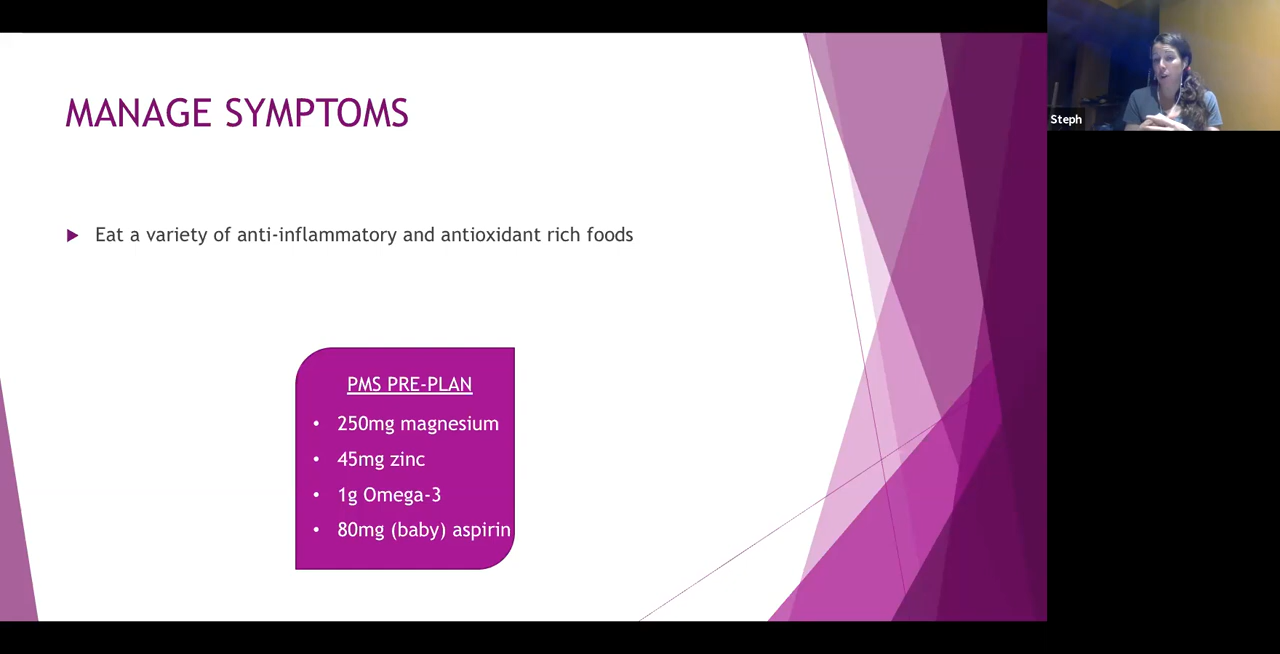 MANAGE SYMPTOMS
Eat a variety of anti-inflammatory and antioxidant rich foods
PMS PRE-PLAN
• 250mg magnesium
• 45mg zinc
• 1g Omega-3
• 80mg (baby) aspirin
Steph